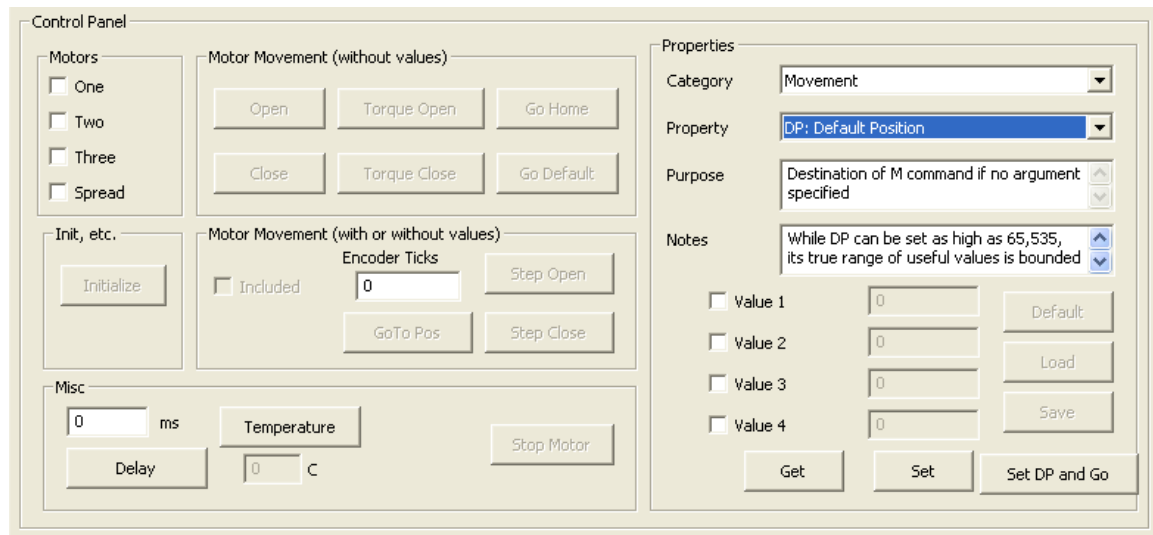 Control Panel
Motors
One
Two
Three
Spread
Motor Movement (without values)
Open Torque Open Go Home
Close Torque Close Go Default
Init, etc.
Initialize
Motor Movement (with or without values)
Encoder Ticks
Included 0 Step Open
GoTo Pos Step Close
Misc
0 ms Temperature
Delay 0 C
Stop Motor
Properties
Category Movement
Property DP: Default Position
Purpose Destination of M command if no argument
specified
Notes While DP can be set as high as 65,535,
its true range of useful values is bounded
Value 1 0 Default
Value 2 0
Load
Value 3 0
Save
Value 4 0
Get Set Set DP and Go